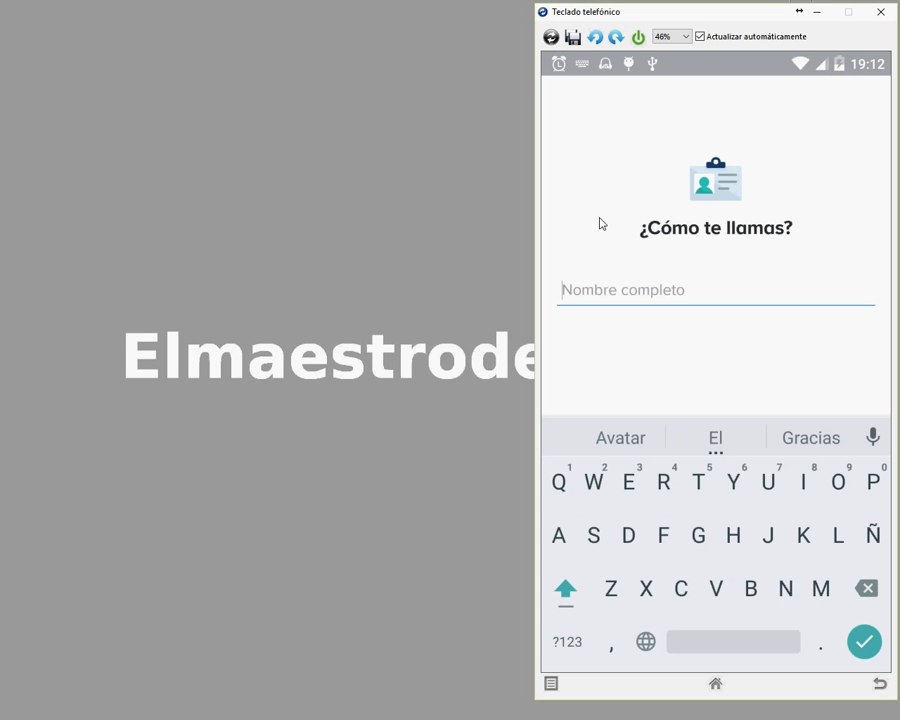 Teclado telefónico
46%
Actualizar automáticamente
19:12
¿Cómo te llamas?
Nombre completo
Elmaestrode
Avatar El Gracias
1 2 3 4 5 6 7 8 9 0
Q W E R T Y U I O P
A S D F G H J K L Ñ
Z X C V B N M
?123 , .